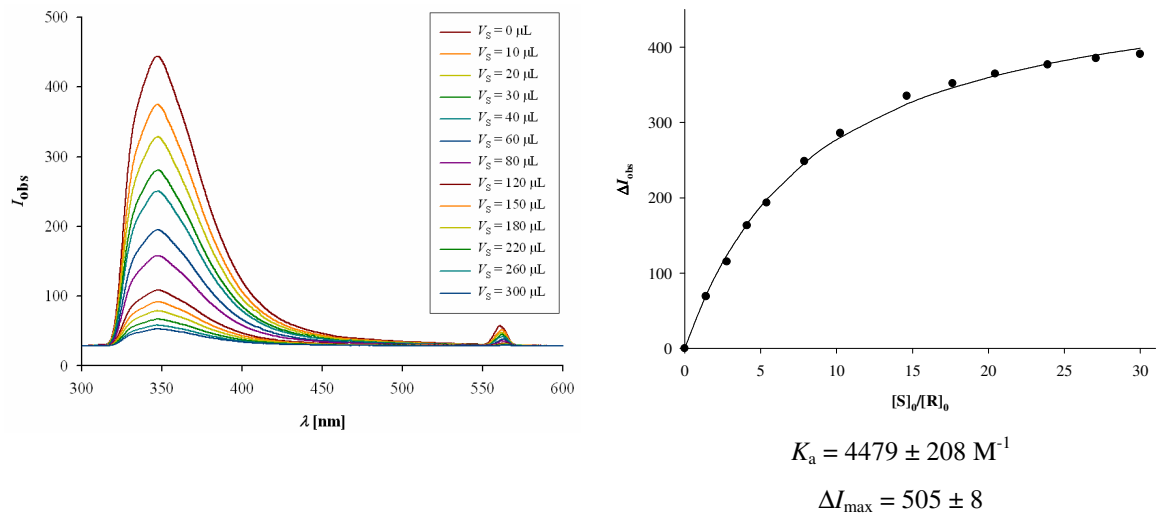 500
400
300
200
100
0
I_obs
300 350 400 450 500 550 600
λ [nm]
V_S = 0 μL
V_S = 10 μL
V_S = 20 μL
V_S = 30 μL
V_S = 40 μL
V_S = 60 μL
V_S = 80 μL
V_S = 120 μL
V_S = 150 μL
V_S = 180 μL
V_S = 220 μL
V_S = 260 μL
V_S = 300 μL
400
300
200
100
0
ΔI_obs
0 5 10 15 20 25 30
[S]₀/[R]₀
K_a = 4479 ± 208 M⁻¹
ΔI_max = 505 ± 8